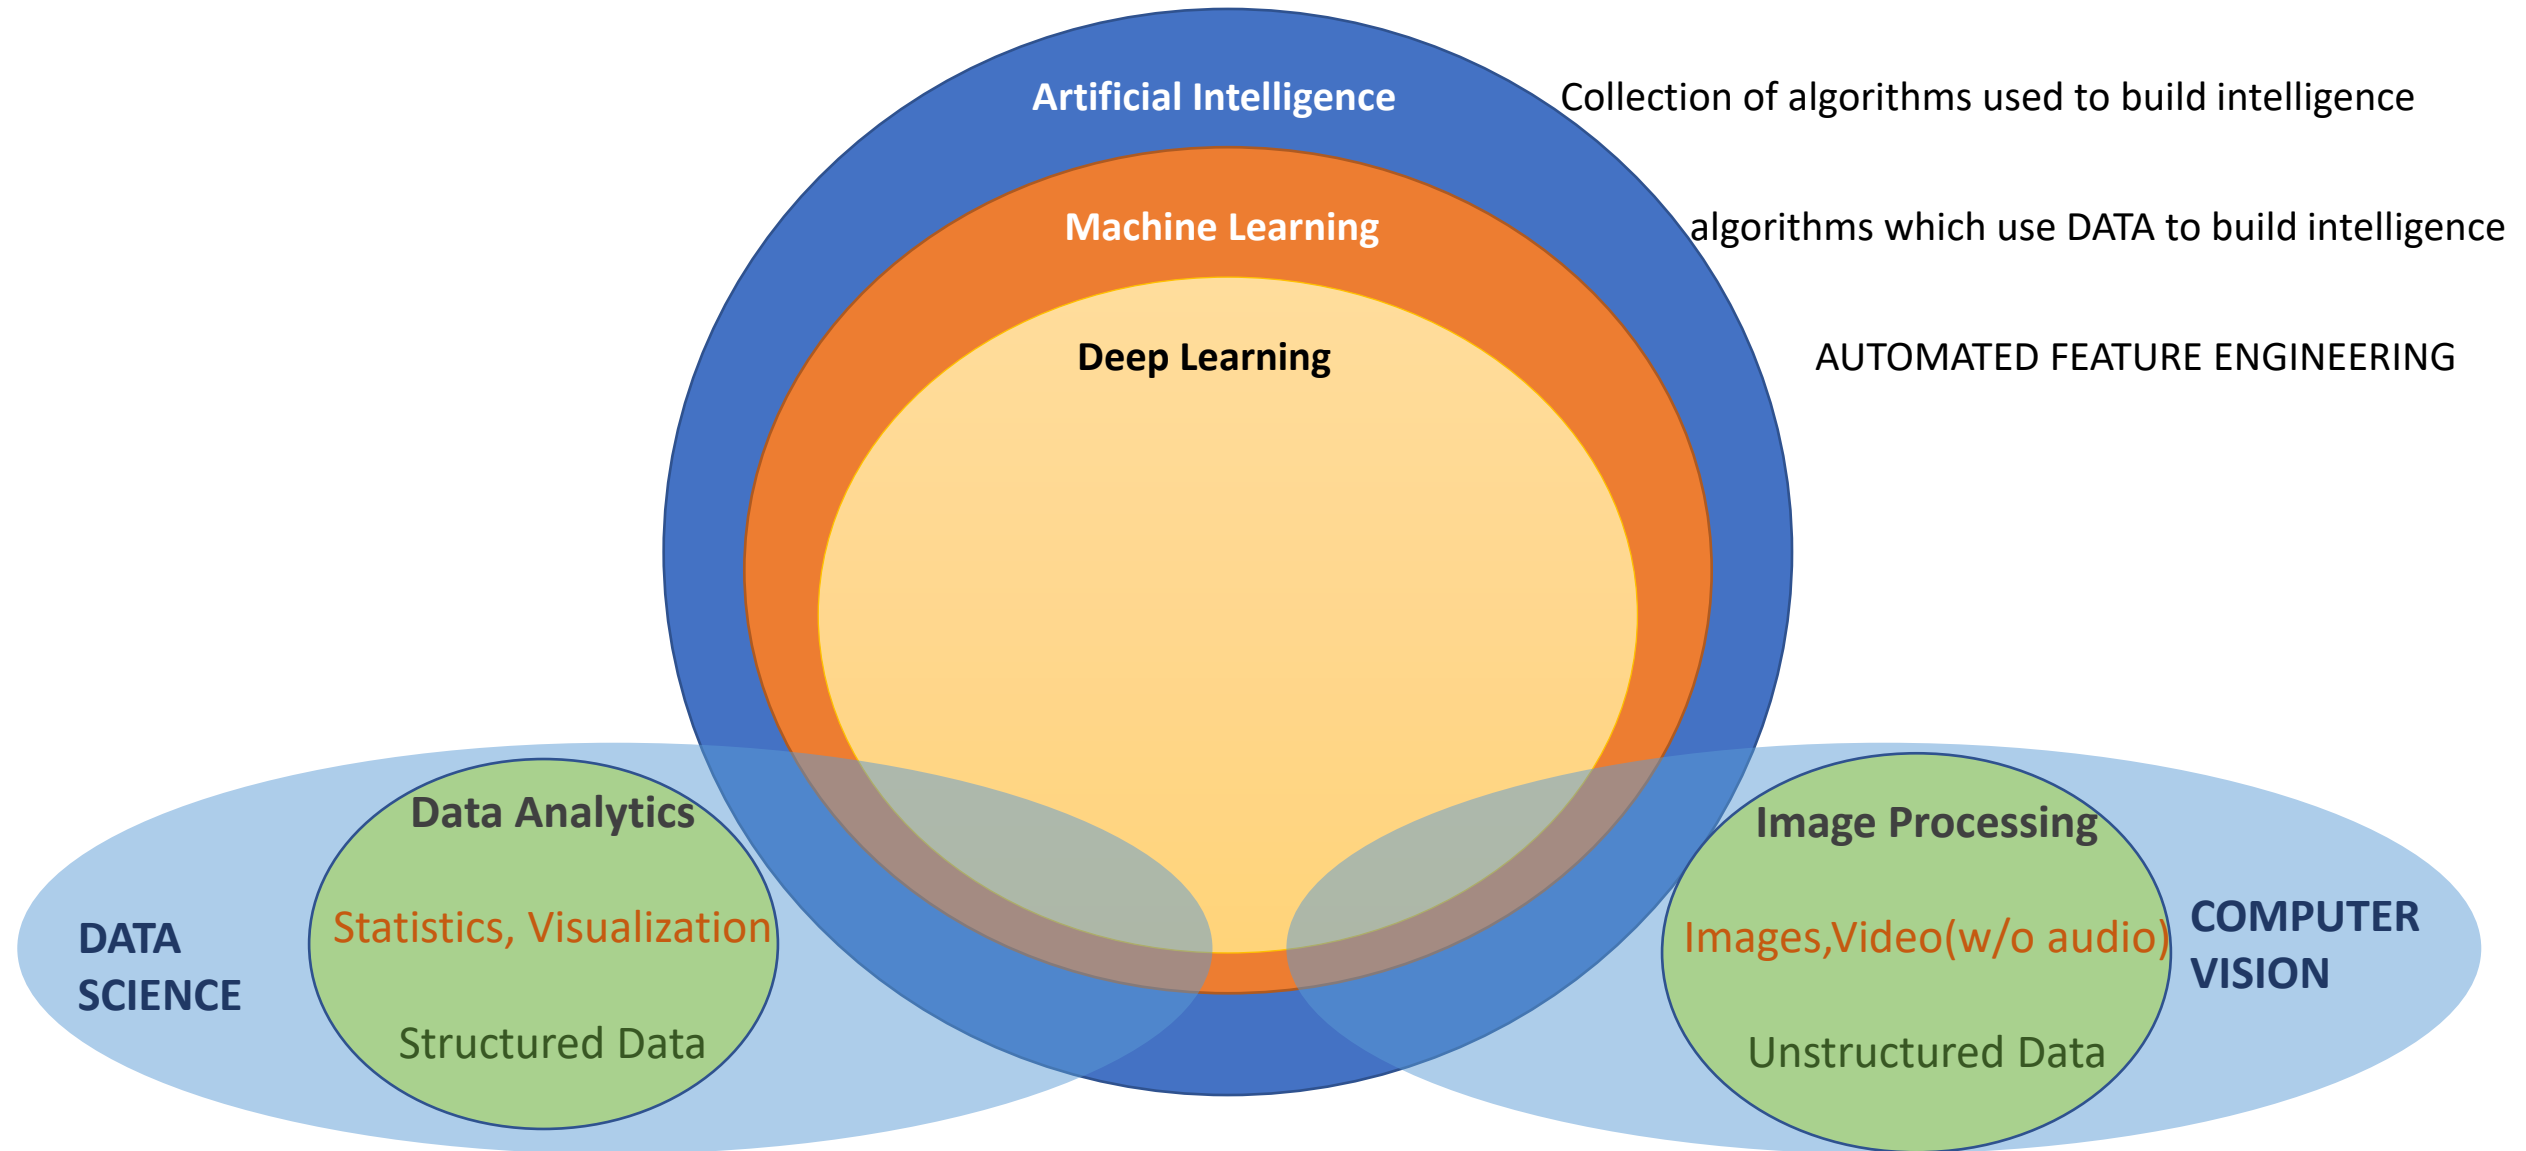 Artificial Intelligence
Collection of algorithms used to build intelligence
Machine Learning
algorithms which use DATA to build intelligence
Deep Learning
AUTOMATED FEATURE ENGINEERING
DATA
SCIENCE
Data Analytics
Statistics, Visualization
Structured Data
Image Processing
Images,Video(w/o audio)
Unstructured Data
COMPUTER
VISION